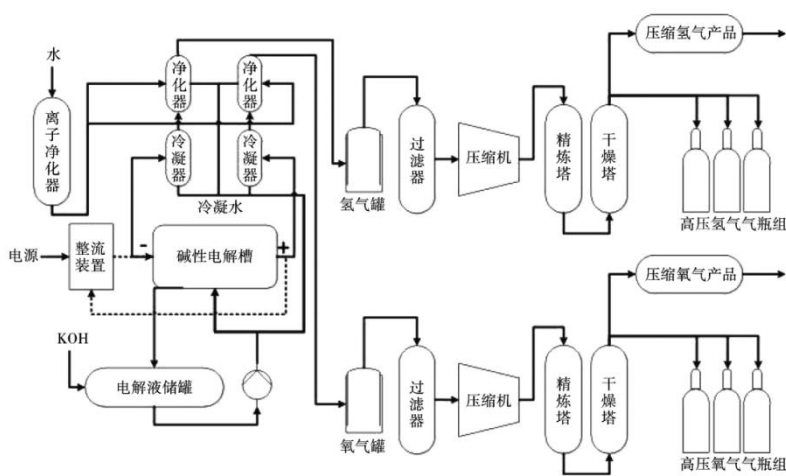 水
离子净化器
净化器
净化器
冷凝器
冷凝器
冷凝水
电源
整流
装置
-
碱性电解槽
+
KOH
电解液储罐
氢气罐
过滤器
压缩机
精炼塔
干燥塔
压缩氢气产品
高压氢气气瓶组
氧气罐
过滤器
压缩机
精炼塔
干燥塔
压缩氧气产品
高压氧气气瓶组